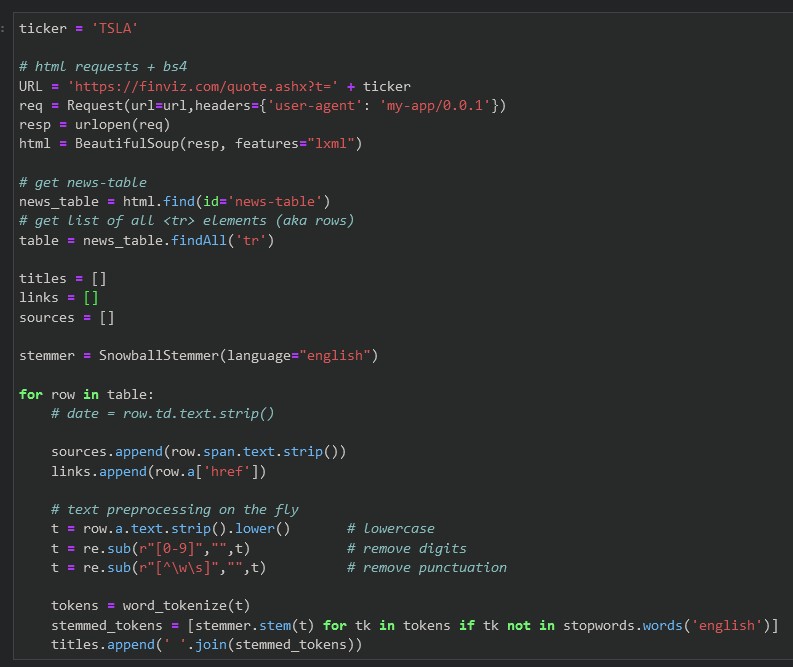 ticker = 'TSLA'
# html requests + bs4
URL = 'https://finviz.com/quote.ashx?t=' + ticker
req = Request(url=url,headers={'user-agent': 'my-app/0.0.1'})
resp = urlopen(req)
html = BeautifulSoup(resp, features="lxml")
# get news-table
news_table = html.find(id='news-table')
# get list of all <tr> elements (aka rows)
table = news_table.findAll('tr')
titles = []
links = []
sources = []
stemmer = SnowballStemmer(language="english")
for row in table:
    # date = row.td.text.strip()
    sources.append(row.span.text.strip())
    links.append(row.a['href'])
    # text preprocessing on the fly
    t = row.a.text.strip().lower()       # lowercase
    t = re.sub(r"[0-9]","",t)            # remove digits
    t = re.sub(r"[^\w\s]","",t)          # remove punctuation
    tokens = word_tokenize(t)
    stemmed_tokens = [stemmer.stem(t) for tk in tokens if tk not in stopwords.words('english')]
    titles.append(' '.join(stemmed_tokens))